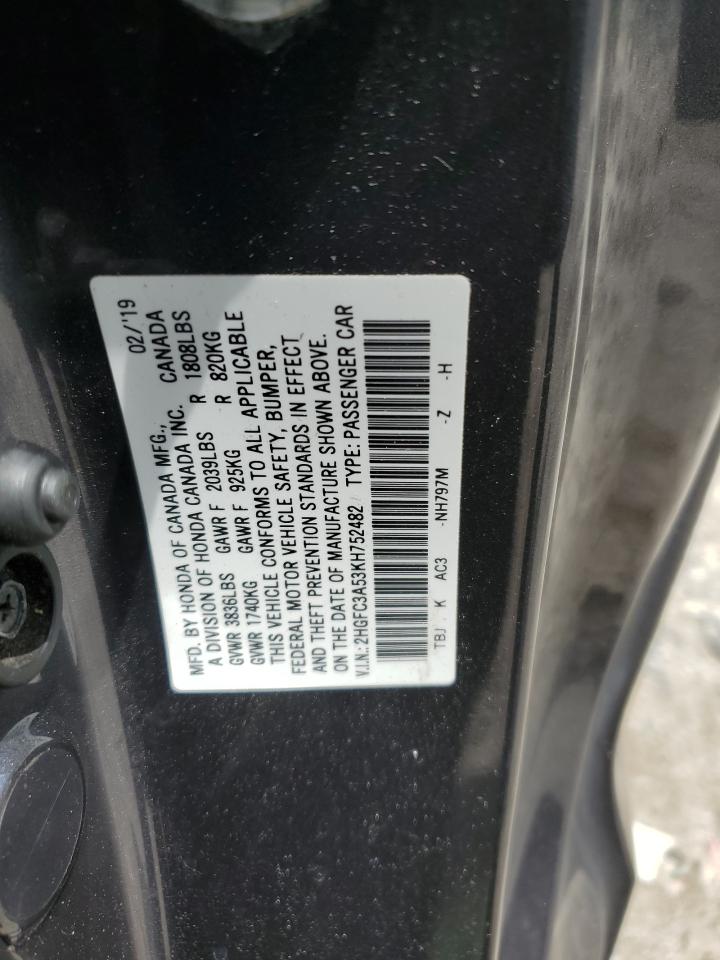 MFD. BY HONDA OF CANADA MFG., 02/'19
A DIVISION OF HONDA CANADA INC. CANADA
GVWR 3836LBS GAWR F 2039LBS R 1808LBS
GVWR 1740KG GAWR F 925KG R 820KG
THIS VEHICLE CONFORMS TO ALL APPLICABLE
FEDERAL MOTOR VEHICLE SAFETY, BUMPER,
AND THEFT PREVENTION STANDARDS IN EFFECT
ON THE DATE OF MANUFACTURE SHOWN ABOVE.
V.I.N.: 2HGFC3A53KH752482 TYPE: PASSENGER CAR
TBJ K AC3 -NH797M -Z -H